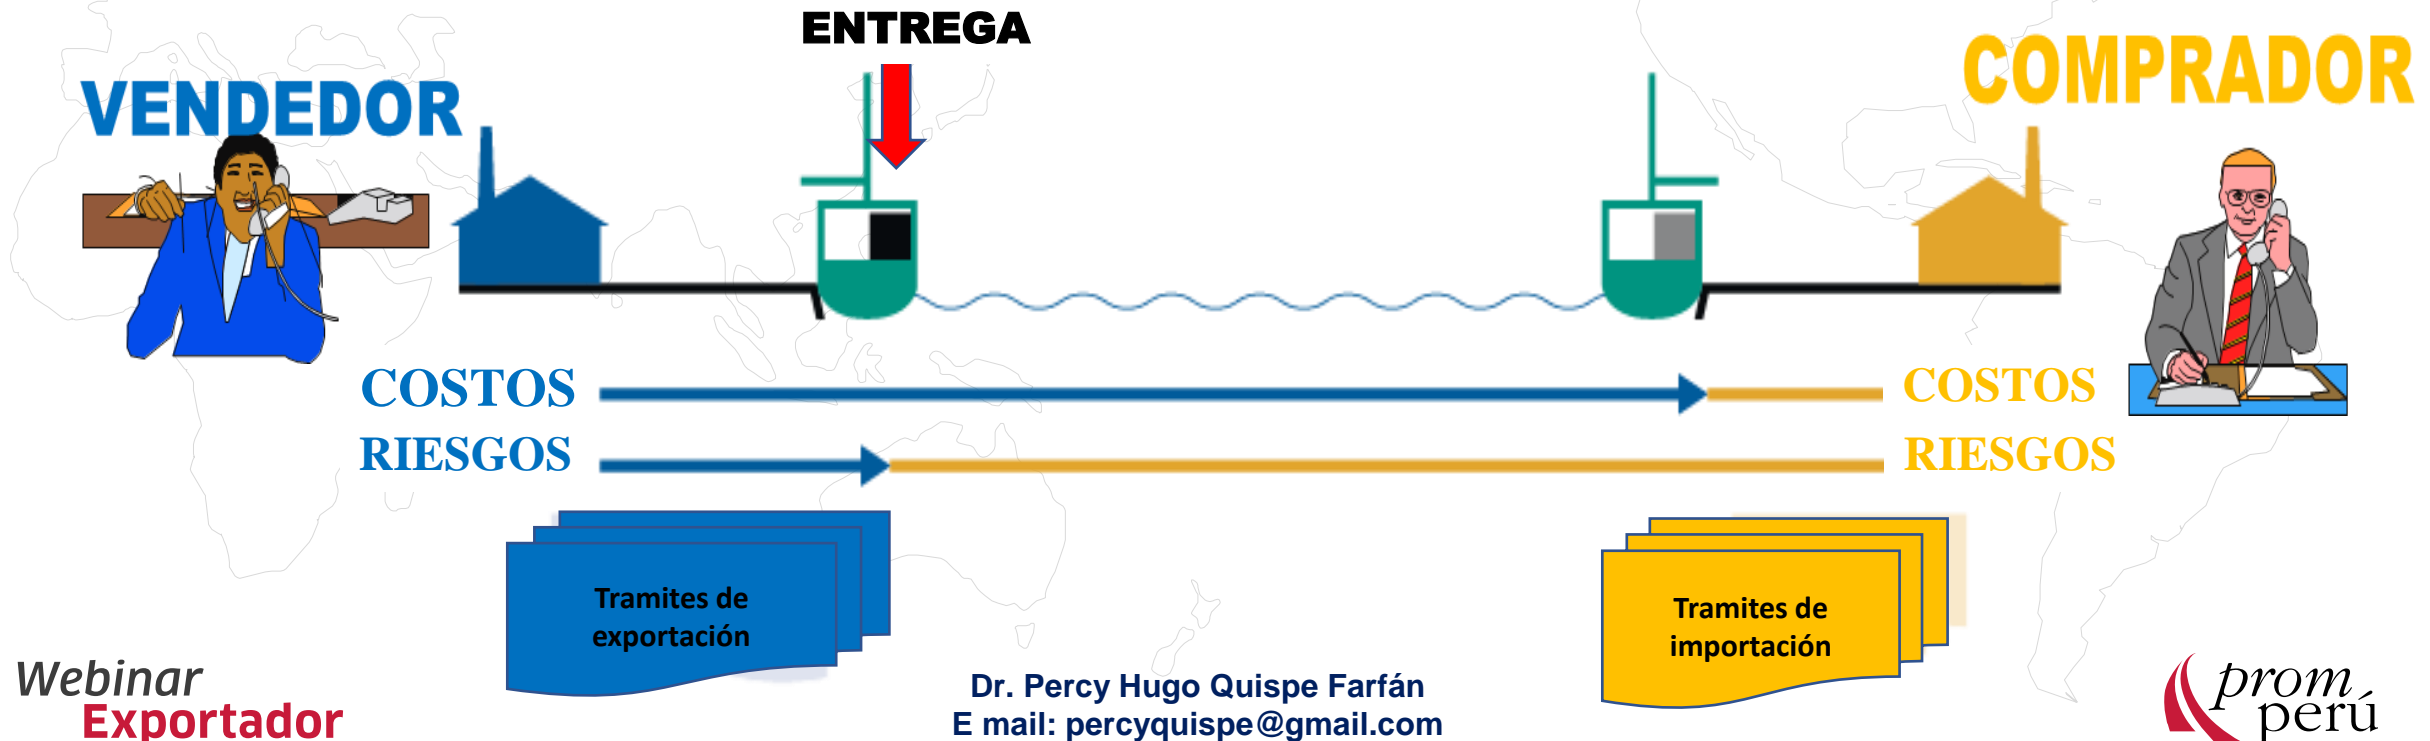 ENTREGA
VENDEDOR
COMPRADOR
COSTOS
COSTOS
RIESGOS
RIESGOS
Tramites de
exportación
Tramites de
importación
Webinar
Exportador
Dr. Percy Hugo Quispe Farfán
E mail: percyquispe@gmail.com
prom
perú